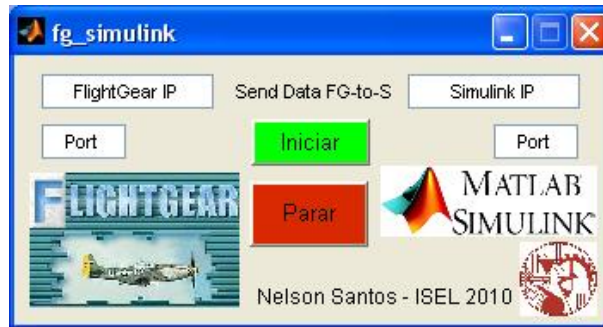 fg_simulink
FlightGear IP
Send Data FG-to-S
Simulink IP
Port
Iniciar
Port
FLIGHTGEAR
Parar
MATLAB
SIMULINK
Nelson Santos - ISEL 2010